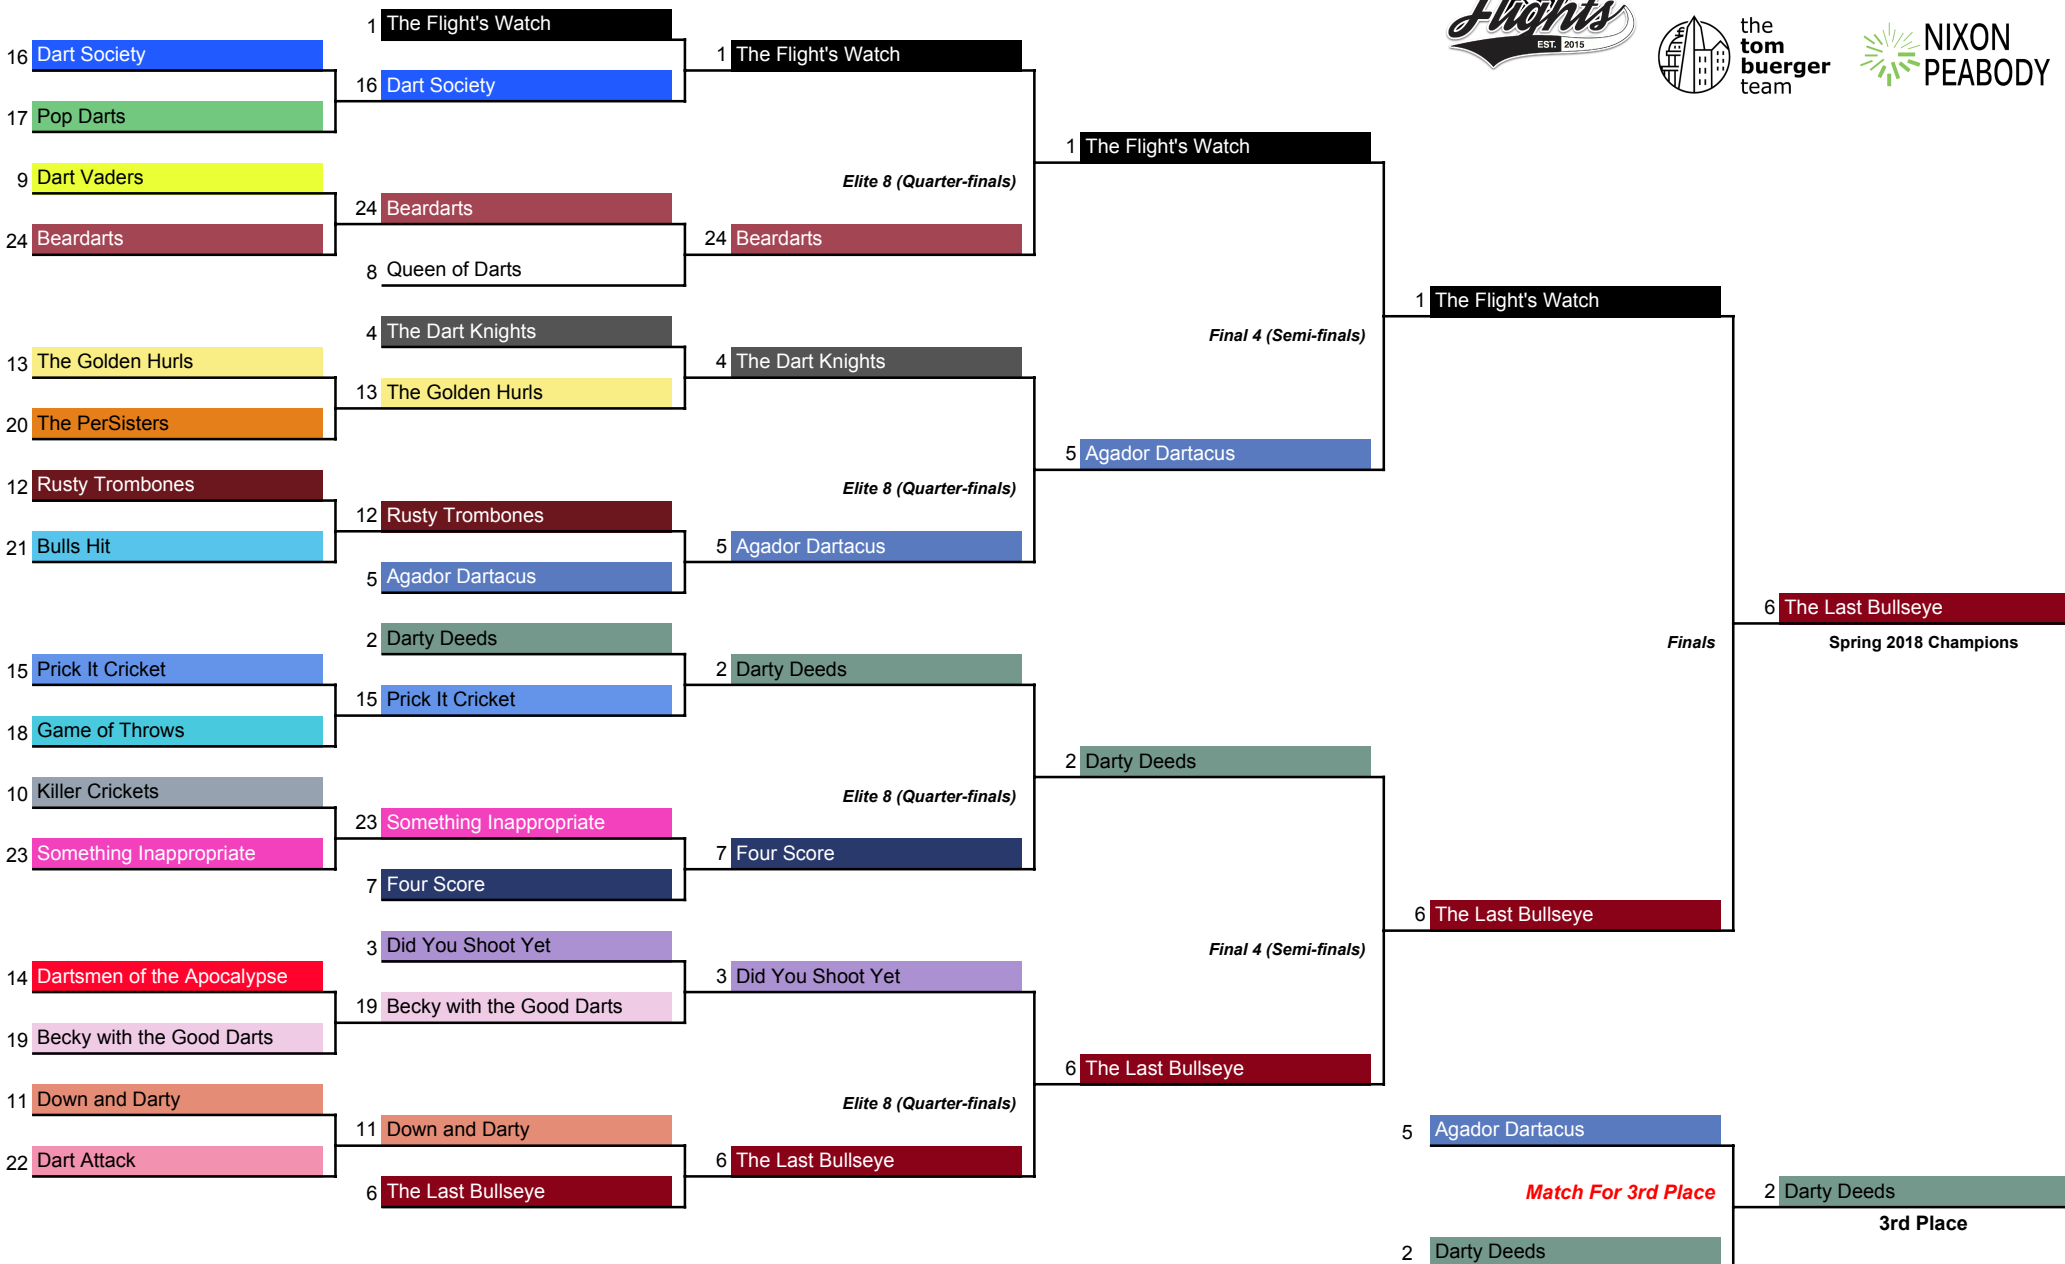 Flights
EST. 2015
the
tom
buerger
team
NIXON
PEABODY
16 Dart Society
17 Pop Darts
9 Dart Vaders
24 Beardarts
13 The Golden Hurls
20 The PerSisters
12 Rusty Trombones
21 Bulls Hit
15 Prick It Cricket
18 Game of Throws
10 Killer Crickets
23 Something Inappropriate
14 Dartsmen of the Apocalypse
19 Becky with the Good Darts
11 Down and Darty
22 Dart Attack
1 The Flight's Watch
16 Dart Society
24 Beardarts
8 Queen of Darts
4 The Dart Knights
13 The Golden Hurls
12 Rusty Trombones
5 Agador Dartacus
2 Darty Deeds
15 Prick It Cricket
23 Something Inappropriate
7 Four Score
3 Did You Shoot Yet
19 Becky with the Good Darts
11 Down and Darty
6 The Last Bullseye
1 The Flight's Watch
Elite 8 (Quarter-finals)
24 Beardarts
4 The Dart Knights
Elite 8 (Quarter-finals)
5 Agador Dartacus
2 Darty Deeds
Elite 8 (Quarter-finals)
7 Four Score
3 Did You Shoot Yet
Elite 8 (Quarter-finals)
6 The Last Bullseye
1 The Flight's Watch
Final 4 (Semi-finals)
5 Agador Dartacus
2 Darty Deeds
Final 4 (Semi-finals)
6 The Last Bullseye
1 The Flight's Watch
Finals
6 The Last Bullseye
6 The Last Bullseye
Spring 2018 Champions
5 Agador Dartacus
Match For 3rd Place
2 Darty Deeds
2 Darty Deeds
3rd Place